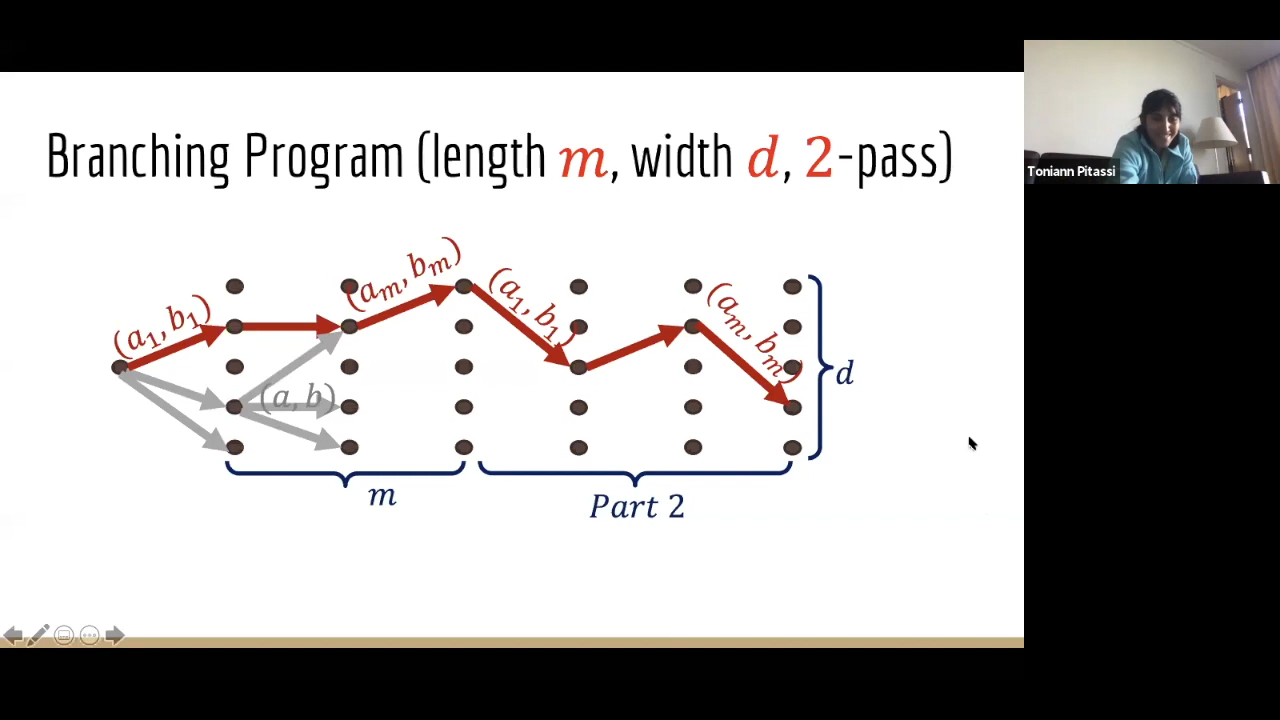 Branching Program (length m, width d, 2-pass)
Toniann Pitassi
(a₁, b₁)
(aₘ, bₘ)
(a₁, b₁)
(aₘ, bₘ)
(a, b)
d
m
Part 2